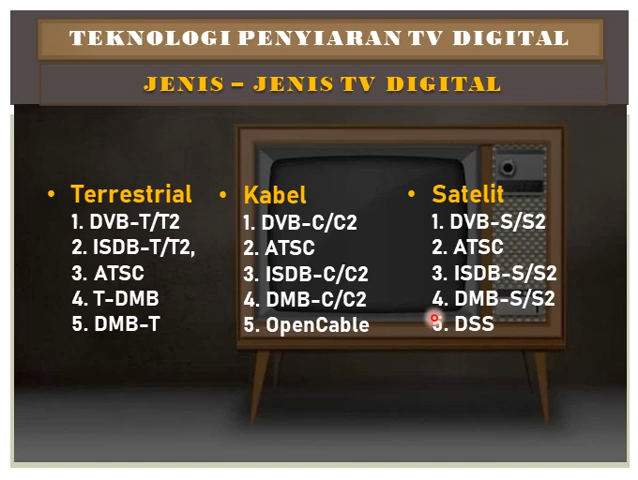 TEKNOLOGI PENYIARAN TV DIGITAL
JENIS – JENIS TV DIGITAL
• Terrestrial
1. DVB-T/T2
2. ISDB-T/T2,
3. ATSC
4. T-DMB
5. DMB-T
• Kabel
1. DVB-C/C2
2. ATSC
3. ISDB-C/C2
4. DMB-C/C2
5. OpenCable
• Satelit
1. DVB-S/S2
2. ATSC
3. ISDB-S/S2
4. DMB-S/S2
5. DSS